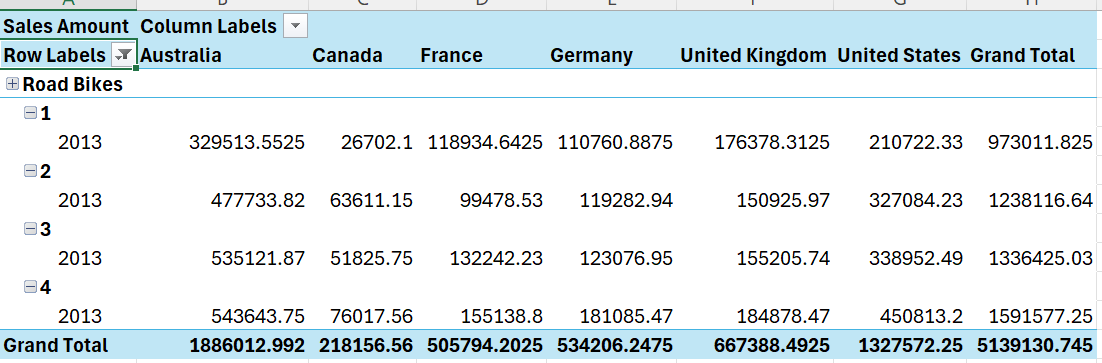 A B C D E F G H
Sales Amount Column Labels
Row Labels Australia Canada France Germany United Kingdom United States Grand Total
Road Bikes
1
2013 329513.5525 26702.1 118934.6425 110760.8875 176378.3125 210722.33 973011.825
2
2013 477733.82 63611.15 99478.53 119282.94 150925.97 327084.23 1238116.64
3
2013 535121.87 51825.75 132242.23 123076.95 155205.74 338952.49 1336425.03
4
2013 543643.75 76017.56 155138.8 181085.47 184878.47 450813.2 1591577.25
Grand Total 1886012.992 218156.56 505794.2025 534206.2475 667388.4925 1327572.25 5139130.745